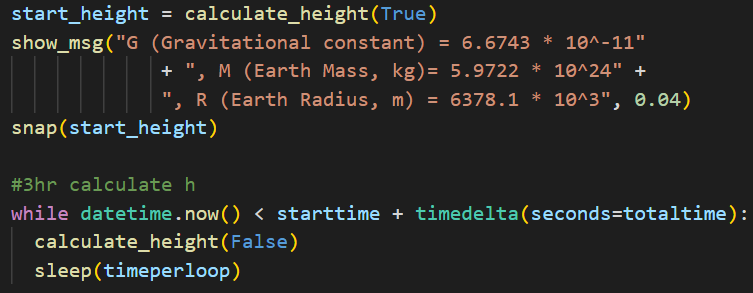 start_height = calculate_height(True)
show_msg("G (Gravitational constant) = 6.6743 * 10^-11"
+ ", M (Earth Mass, kg)= 5.9722 * 10^24" +
", R (Earth Radius, m) = 6378.1 * 10^3", 0.04)
snap(start_height)
#3hr calculate h
while datetime.now() < starttime + timedelta(seconds=totaltime):
calculate_height(False)
sleep(timeperloop)